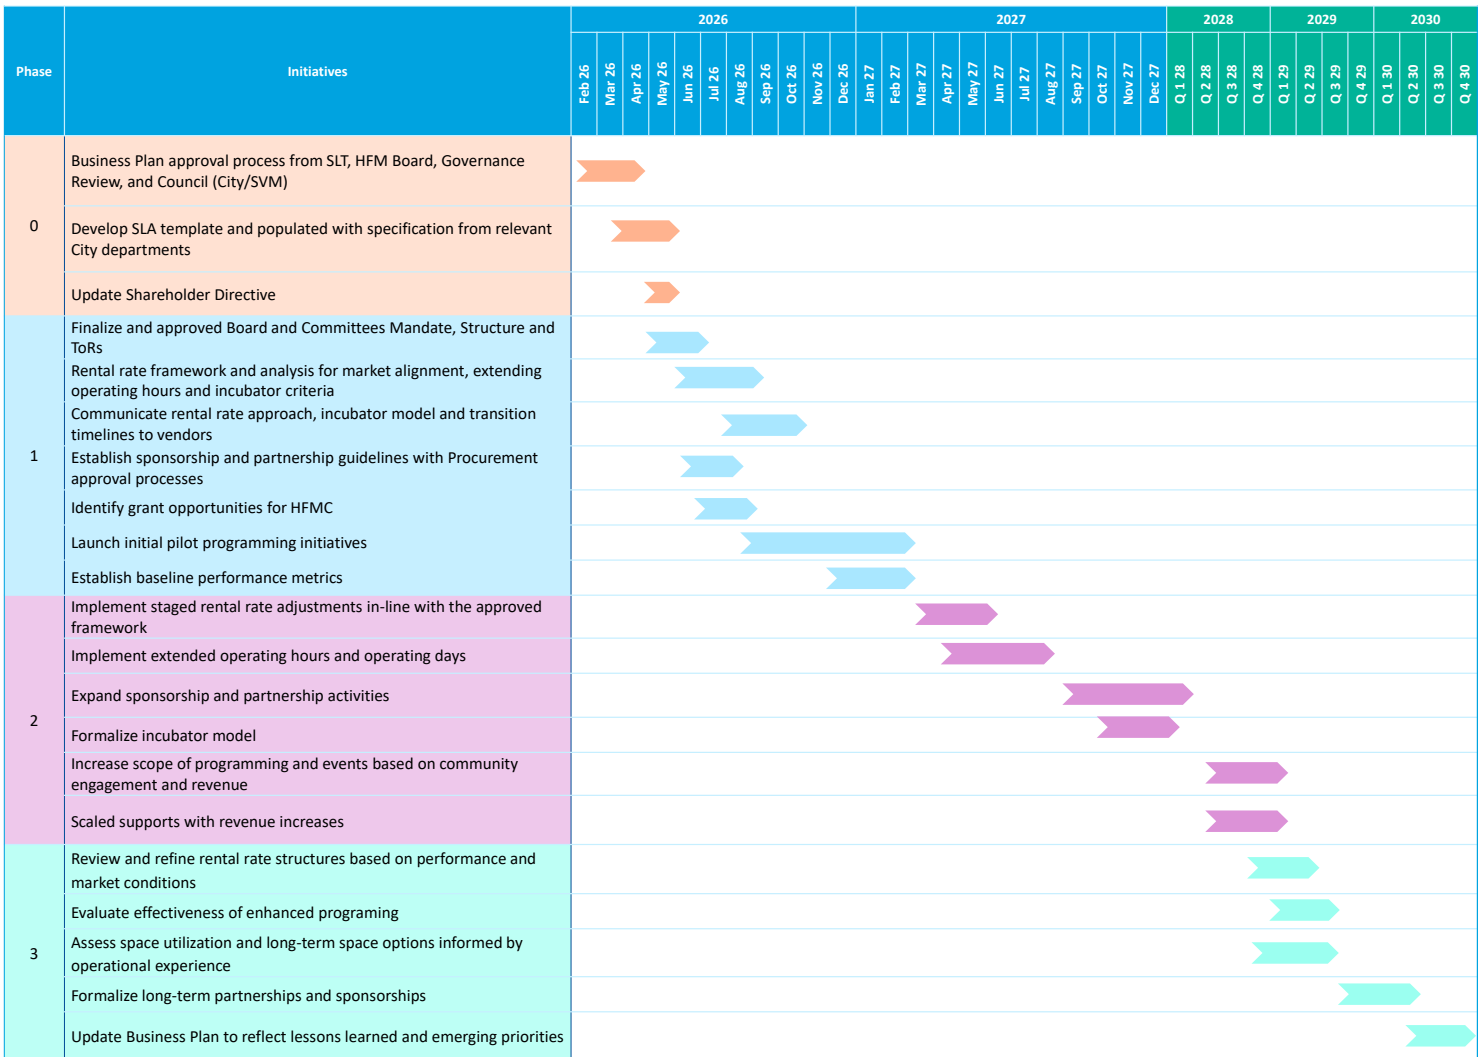 2026 2027 2028 2029 2030
Phase Initiatives
Feb 26 Mar 26 Apr 26 May 26 Jun 26 Jul 26 Aug 26 Sep 26 Oct 26 Nov 26 Dec 26 Jan 27 Feb 27 Mar 27 Apr 27 May 27 Jun 27 Jul 27 Aug 27 Sep 27 Oct 27 Nov 27 Dec 27 Q 1 28 Q 2 28 Q 3 28 Q 4 28 Q 1 29 Q 2 29 Q 3 29 Q 4 29 Q 1 30 Q 2 30 Q 3 30 Q 4 30
0
Business Plan approval process from SLT, HFM Board, Governance
Review, and Council (City/SVM)
Develop SLA template and populated with specification from relevant
City departments
Update Shareholder Directive
1
Finalize and approved Board and Committees Mandate, Structure and
ToRs
Rental rate framework and analysis for market alignment, extending
operating hours and incubator criteria
Communicate rental rate approach, incubator model and transition
timelines to vendors
Establish sponsorship and partnership guidelines with Procurement
approval processes
Identify grant opportunities for HFMC
Launch initial pilot programming initiatives
Establish baseline performance metrics
2
Implement staged rental rate adjustments in-line with the approved
framework
Implement extended operating hours and operating days
Expand sponsorship and partnership activities
Formalize incubator model
Increase scope of programming and events based on community
engagement and revenue
Scaled supports with revenue increases
3
Review and refine rental rate structures based on performance and
market conditions
Evaluate effectiveness of enhanced programing
Assess space utilization and long-term space options informed by
operational experience
Formalize long-term partnerships and sponsorships
Update Business Plan to reflect lessons learned and emerging priorities